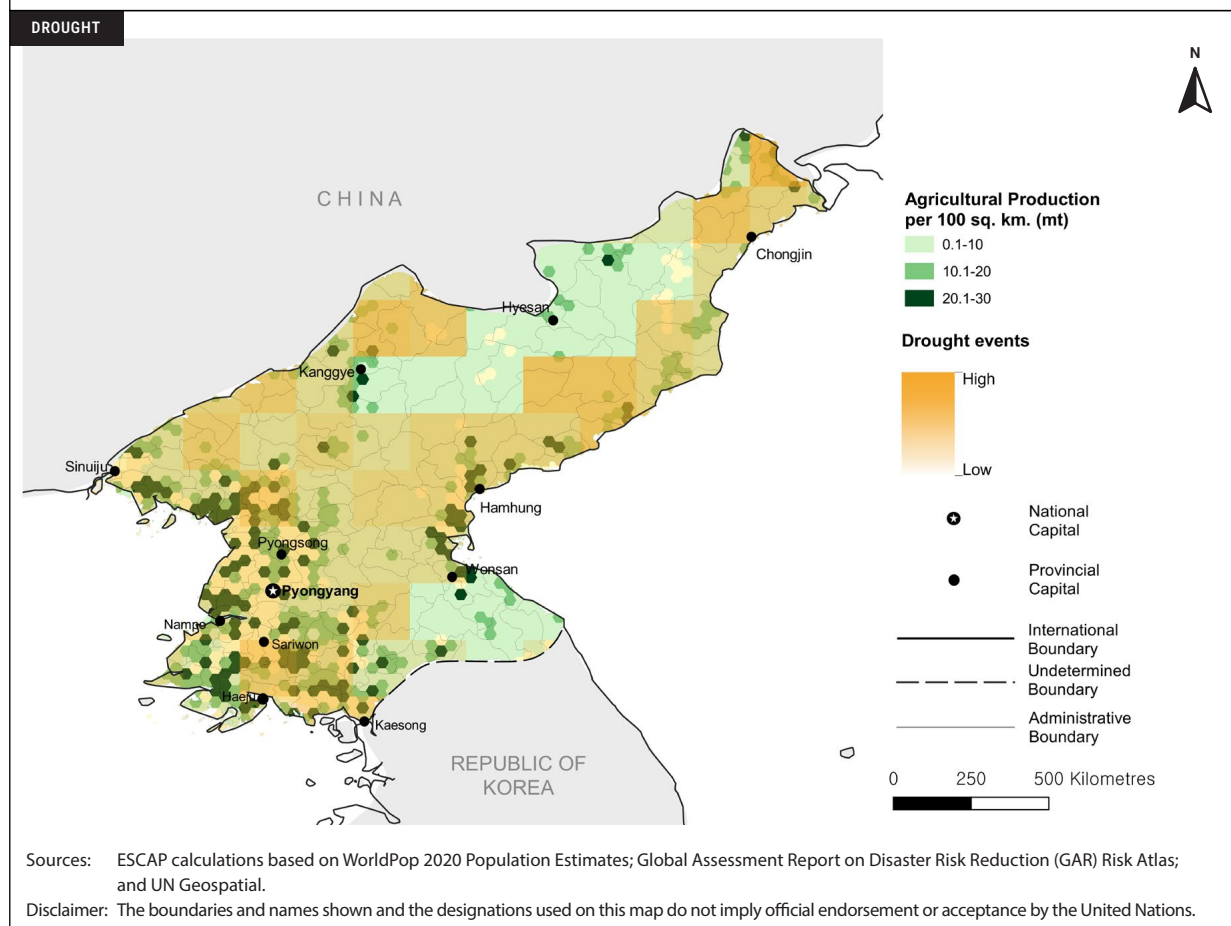 DROUGHT
N
CHINA
Chongjin
Hyesan
Kanggye
Sinuiju
Hamhung
Pyongsong
Wonsan
Pyongyang
Nampo
Sariwon
Haeju
Kaesong
REPUBLIC OF
KOREA
Agricultural Production
per 100 sq. km. (mt)
0.1-10
10.1-20
20.1-30
Drought events
High
Low
National
Capital
Provincial
Capital
International
Boundary
Undetermined
Boundary
Administrative
Boundary
0 250 500 Kilometres
Sources: ESCAP calculations based on WorldPop 2020 Population Estimates; Global Assessment Report on Disaster Risk Reduction (GAR) Risk Atlas;
and UN Geospatial.
Disclaimer: The boundaries and names shown and the designations used on this map do not imply official endorsement or acceptance by the United Nations.